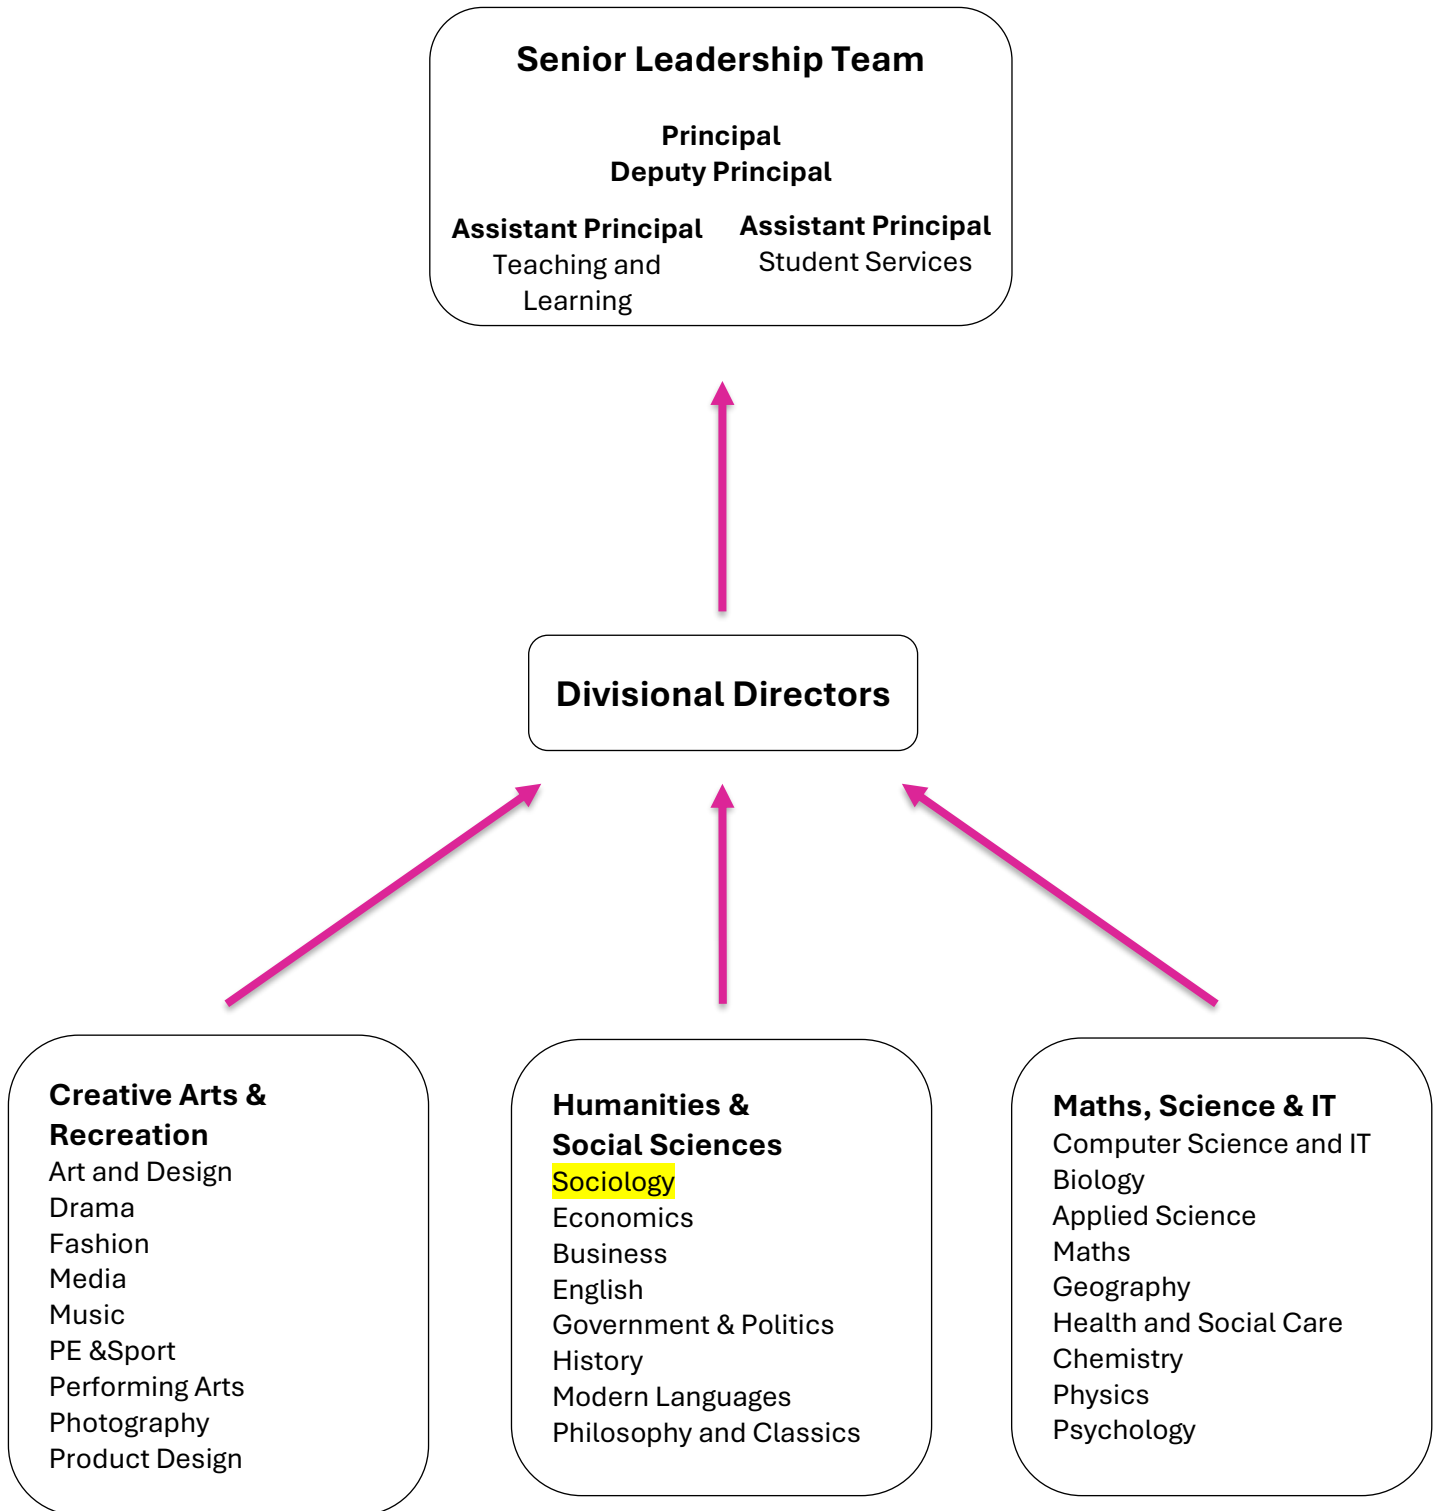 Senior Leadership Team
Principal
Deputy Principal
Assistant Principal
Teaching and
Learning
Assistant Principal
Student Services
Divisional Directors
Creative Arts &
Recreation
Art and Design
Drama
Fashion
Media
Music
PE &Sport
Performing Arts
Photography
Product Design
Humanities &
Social Sciences
Sociology
Economics
Business
English
Government & Politics
History
Modern Languages
Philosophy and Classics
Maths, Science & IT
Computer Science and IT
Biology
Applied Science
Maths
Geography
Health and Social Care
Chemistry
Physics
Psychology